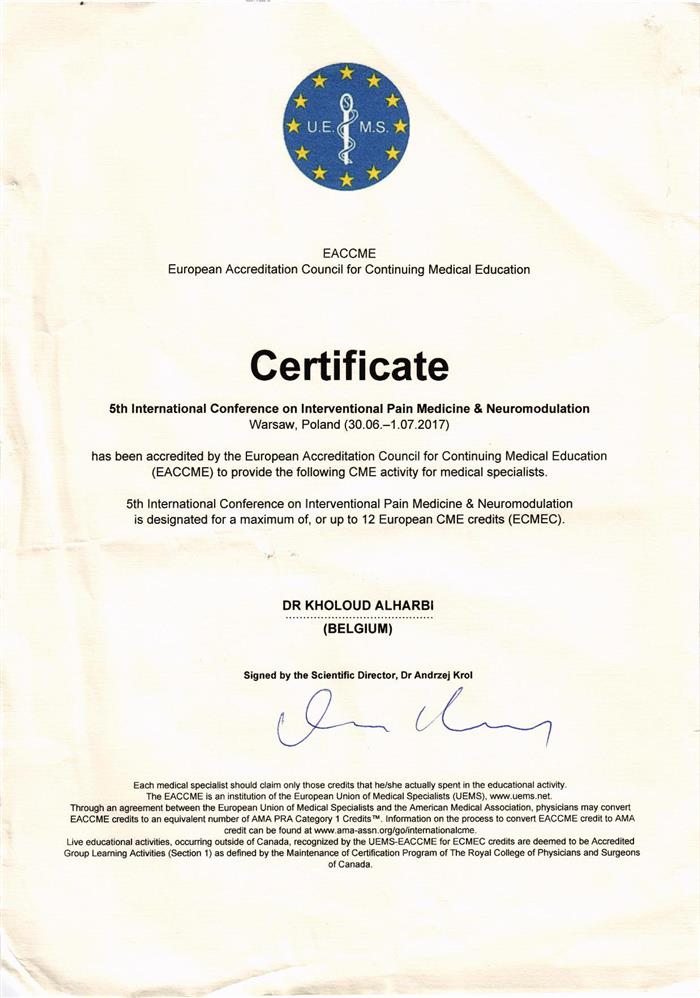 U.E. M.S.
EACCME
European Accreditation Council for Continuing Medical Education
Certificate
5th International Conference on Interventional Pain Medicine & Neuromodulation
Warsaw, Poland (30.06.–1.07.2017)
has been accredited by the European Accreditation Council for Continuing Medical Education
(EACCME) to provide the following CME activity for medical specialists.
5th International Conference on Interventional Pain Medicine & Neuromodulation
is designated for a maximum of, or up to 12 European CME credits (ECMEC).
DR KHOLOUD ALHARBI
(BELGIUM)
Signed by the Scientific Director, Dr Andrzej Krol
Each medical specialist should claim only those credits that he/she actually spent in the educational activity.
The EACCME is an institution of the European Union of Medical Specialists (UEMS), www.uems.net.
Through an agreement between the European Union of Medical Specialists and the American Medical Association, physicians may convert
EACCME credits to an equivalent number of AMA PRA Category 1 Credits™. Information on the process to convert EACCME credit to AMA
credit can be found at www.ama-assn.org/go/internationalcme.
Live educational activities, occurring outside of Canada, recognized by the UEMS-EACCME for ECMEC credits are deemed to be Accredited
Group Learning Activities (Section 1) as defined by the Maintenance of Certification Program of The Royal College of Physicians and Surgeons
of Canada.